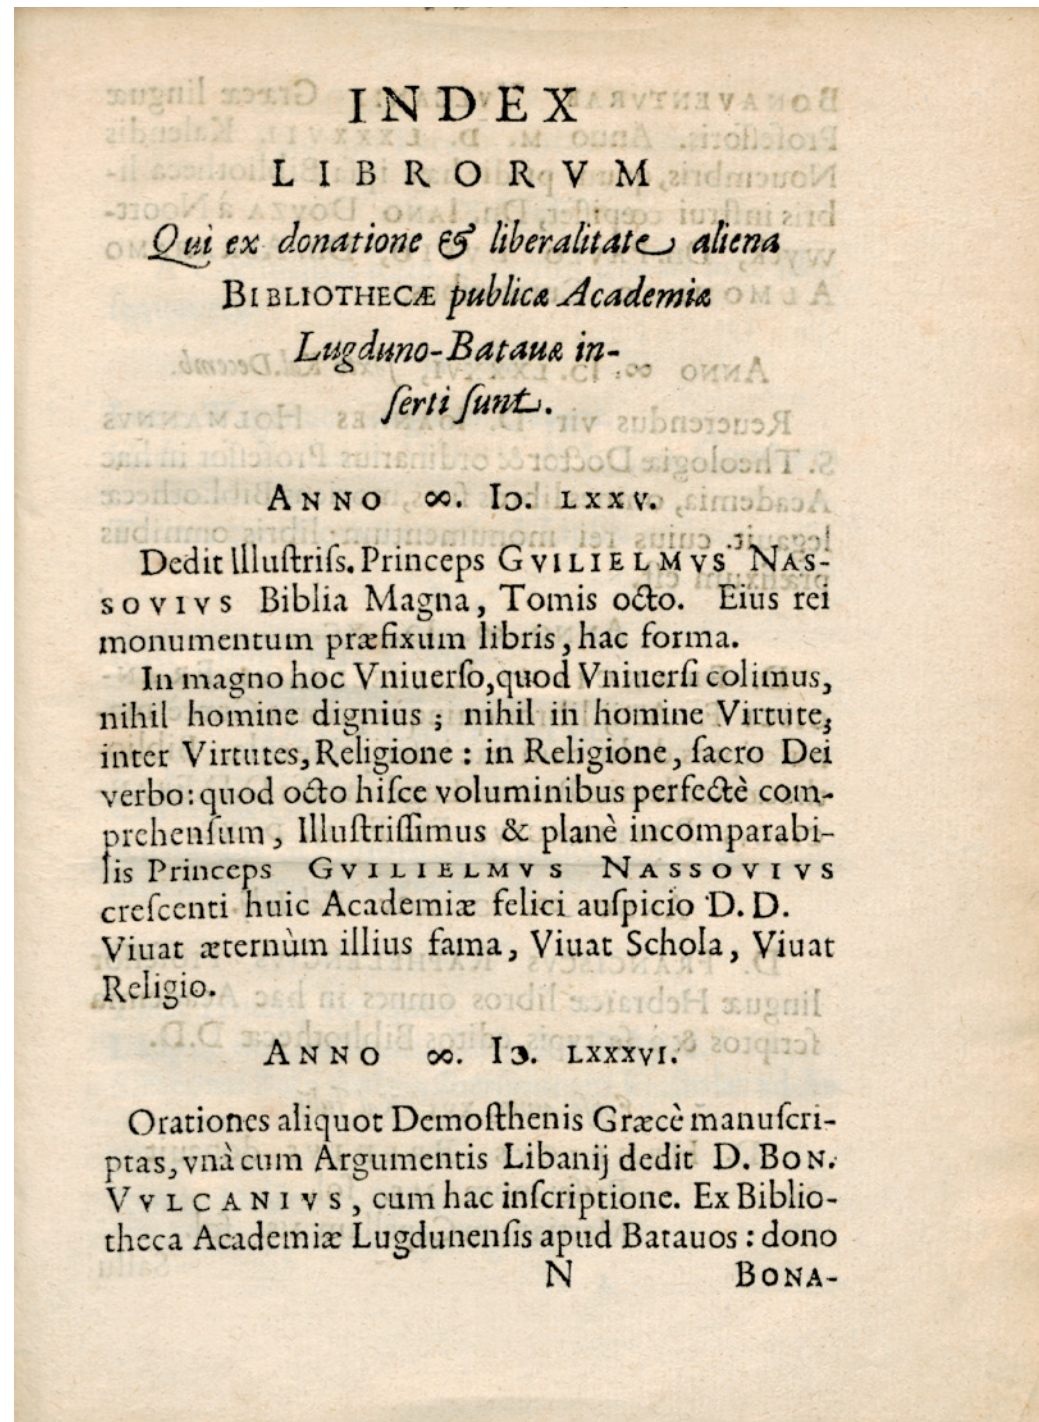 INDEX
LIBRORVM
Qui ex donatione & liberalitate aliena
BIBLIOTHECÆ publicæ Academiæ
Lugduno-Batauæ in-
ſerti ſunt.
ANNO ∞. IↃ. LXXV.
Dedit Illuſtriſs. Princeps GVILIELMVS NAS-
SOVIVS Biblia Magna, Tomis octo. Eius rei
monumentum præfixum libris, hac forma.
In magno hoc Vniuerſo, quod Vniuerſi colimus,
nihil homine dignius ; nihil in homine Virtute,
inter Virtutes, Religione : in Religione, ſacro Dei
verbo: quod octo hiſce voluminibus perfectè com-
prehenſum, Illuſtriſſimus & planè incomparabi-
lis Princeps GVILIELMVS NASSOVIVS
creſcenti huic Academiæ felici auſpicio D. D.
Viuat æternùm illius fama, Viuat Schola, Viuat
Religio.
ANNO ∞. IↃ. LXXXVI.
Orationes aliquot Demoſthenis Græcè manuſcri-
ptas, vnà cum Argumentis Libanij dedit D. BON.
VVLCANIVS, cum hac inſcriptione. Ex Biblio-
theca Academiæ Lugdunenſis apud Batauos : dono
N BONA-